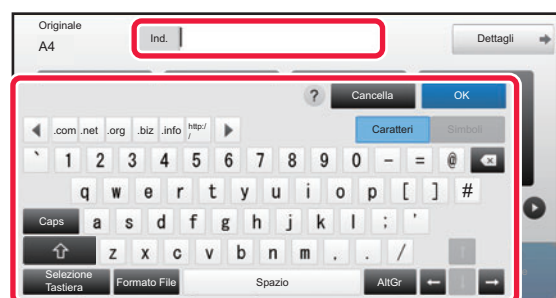 Originale
A4
Ind.
Dettagli
? Cancella OK
.com .net .org .biz .info http:/
/
Caratteri Simboli
` 1 2 3 4 5 6 7 8 9 0 - = @
q w e r t y u i o p [ ] #
Caps a s d f g h j k l ; '
z x c v b n m , . /
Selezione
Tastiera
Formato File Spazio AltGr